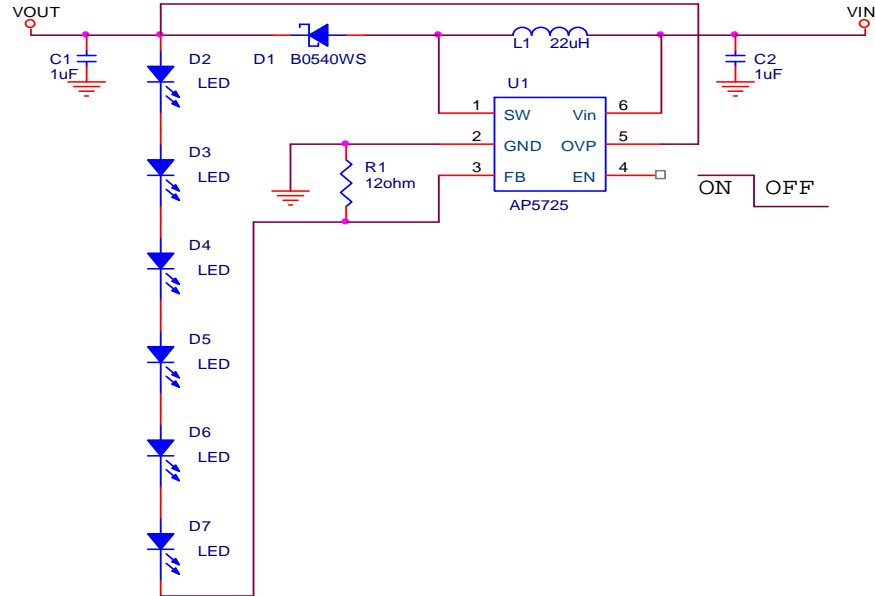 VOUT
VIN
C1
1uF
D2
LED
D1
B0540WS
L1
22uH
C2
1uF
U1
1
SW
Vin
6
2
GND
OVP
5
3
FB
EN
4
AP5725
R1
12ohm
ON
OFF
D3
LED
D4
LED
D5
LED
D6
LED
D7
LED